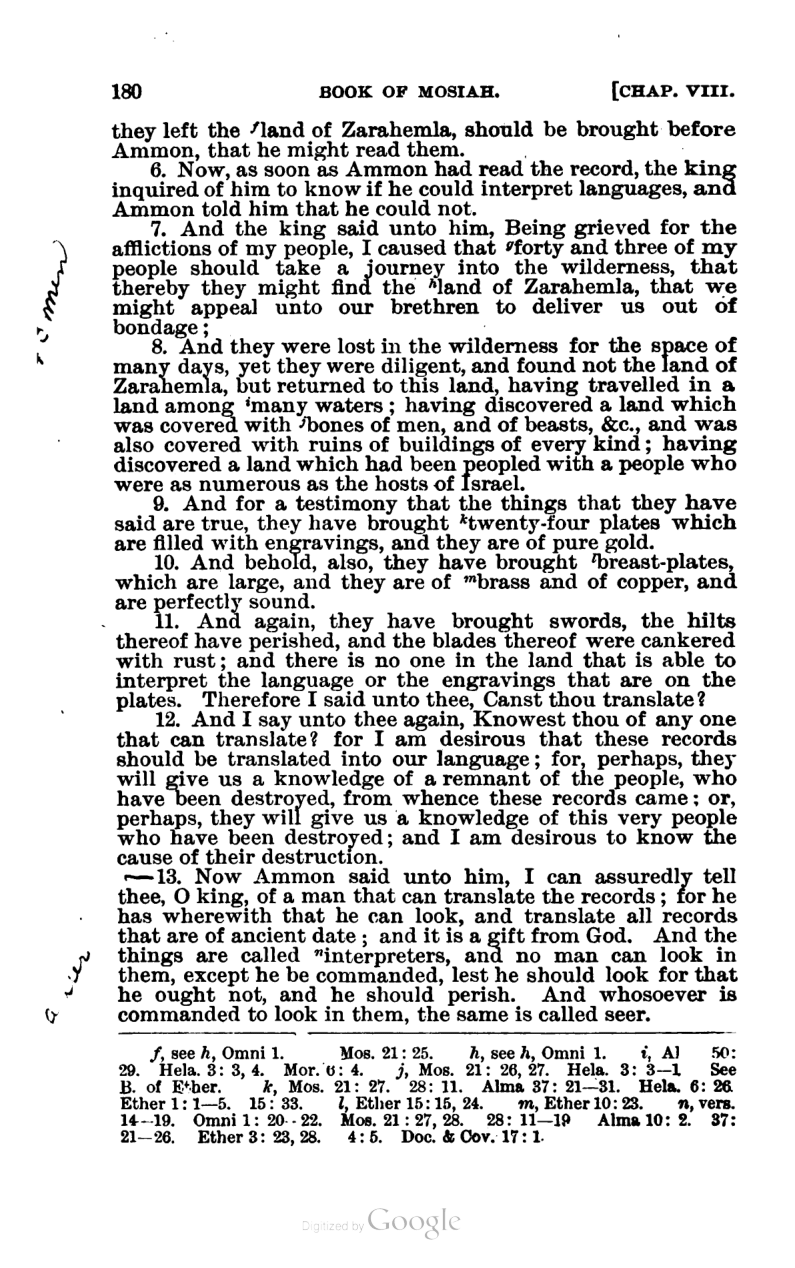 180 BOOK OF MOSIAH. [CHAP. VIII.
they left the fland of Zarahemla, should be brought before
Ammon, that he might read them.
6. Now, as soon as Ammon had read the record, the king
inquired of him to know if he could interpret languages, and
Ammon told him that he could not.
7. And the king said unto him, Being grieved for the
afflictions of my people, I caused that gforty and three of my
people should take a journey into the wilderness, that
thereby they might find the hland of Zarahemla, that we
might appeal unto our brethren to deliver us out of
bondage;
8. And they were lost in the wilderness for the space of
many days, yet they were diligent, and found not the land of
Zarahemla, but returned to this land, having travelled in a
land among imany waters; having discovered a land which
was covered with jbones of men, and of beasts, &c., and was
also covered with ruins of buildings of every kind; having
discovered a land which had been peopled with a people who
were as numerous as the hosts of Israel.
9. And for a testimony that the things that they have
said are true, they have brought ktwenty-four plates which
are filled with engravings, and they are of pure gold.
10. And behold, also, they have brought lbreast-plates,
which are large, and they are of mbrass and of copper, and
are perfectly sound.
11. And again, they have brought swords, the hilts
thereof have perished, and the blades thereof were cankered
with rust; and there is no one in the land that is able to
interpret the language or the engravings that are on the
plates. Therefore I said unto thee, Canst thou translate?
12. And I say unto thee again, Knowest thou of any one
that can translate? for I am desirous that these records
should be translated into our language; for, perhaps, they
will give us a knowledge of a remnant of the people, who
have been destroyed, from whence these records came; or,
perhaps, they will give us a knowledge of this very people
who have been destroyed; and I am desirous to know the
cause of their destruction.
13. Now Ammon said unto him, I can assuredly tell
thee, O king, of a man that can translate the records; for he
has wherewith that he can look, and translate all records
that are of ancient date; and it is a gift from God. And the
things are called ninterpreters, and no man can look in
them, except he be commanded, lest he should look for that
he ought not, and he should perish. And whosoever is
commanded to look in them, the same is called seer.
f, see h, Omni 1. Mos. 21: 25. h, see h, Omni 1. i, Al 50:
29. Hela. 3: 3, 4. Mor. 6: 4. j, Mos. 21: 26, 27. Hela. 3: 3—1 See
B. of Ether. k, Mos. 21: 27. 28: 11. Alma 37: 21—31. Hela. 6: 26
Ether 1: 1—5. 15: 33. l, Ether 15: 15, 24. m, Ether 10: 23. n, vers.
14—19. Omni 1: 20--22. Mos. 21: 27, 28. 28: 11—19 Alma 10: 2. 37:
21—26. Ether 3: 23, 28. 4: 5. Doc. & Cov. 17: 1.
Digitized by Google